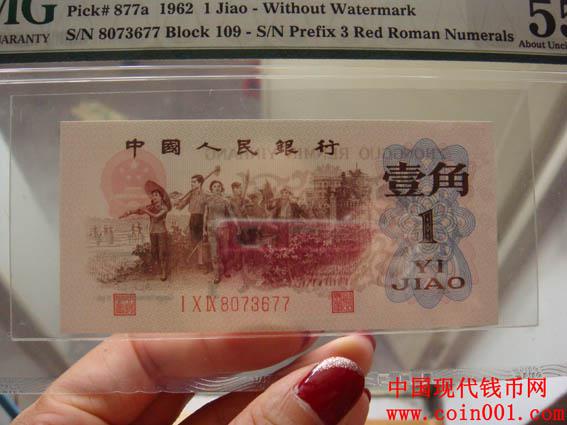 MG Pick# 877a 1962 1 Jiao - Without Watermark 55
GUARANTY S/N 8073677 Block 109 - S/N Prefix 3 Red Roman Numerals About Unci
中國人民銀行
壹角
1
YI
JIAO
I X IX 8073677
中国现代钱币网
www.coin001.com